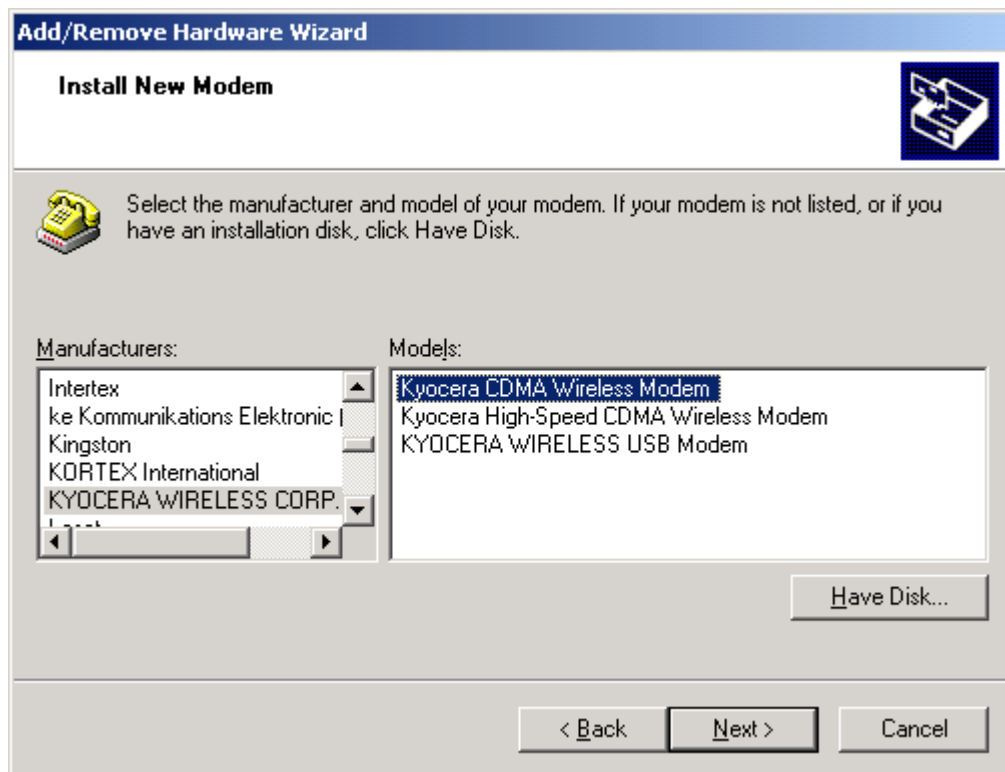 Add/Remove Hardware Wizard
Install New Modem
Select the manufacturer and model of your modem. If your modem is not listed, or if you
have an installation disk, click Have Disk.
Manufacturers:
Intertex
ke Kommunikations Elektronic
Kingston
KORTEX International
KYOCERA WIRELESS CORP.
Models:
Kyocera CDMA Wireless Modem
Kyocera High-Speed CDMA Wireless Modem
KYOCERA WIRELESS USB Modem
Have Disk...
< Back
Next >
Cancel